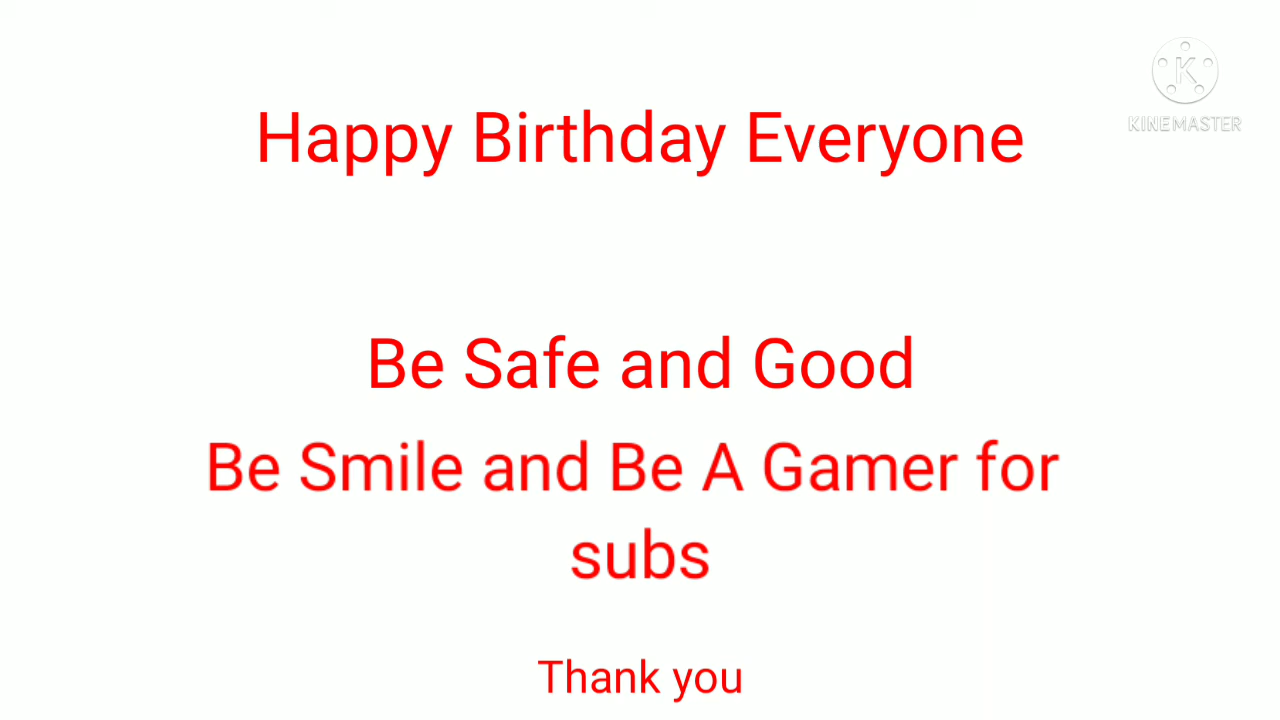 Happy Birthday Everyone
KINEMASTER
Be Safe and Good
Be Smile and Be A Gamer for
subs
Thank you